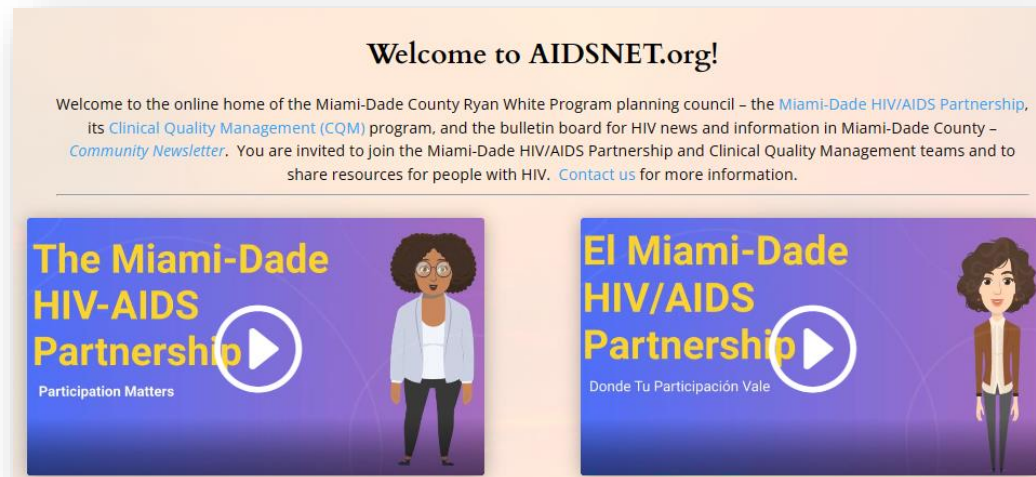 Welcome to AIDSNET.org!
Welcome to the online home of the Miami-Dade County Ryan White Program planning council – the Miami-Dade HIV/AIDS Partnership,
its Clinical Quality Management (CQM) program, and the bulletin board for HIV news and information in Miami-Dade County –
Community Newsletter.  You are invited to join the Miami-Dade HIV/AIDS Partnership and Clinical Quality Management teams and to
share resources for people with HIV.  Contact us for more information.
The Miami-Dade
HIV-AIDS
Partnership
Participation Matters
El Miami-Dade
HIV/AIDS
Partnership
Donde Tu Participación Vale